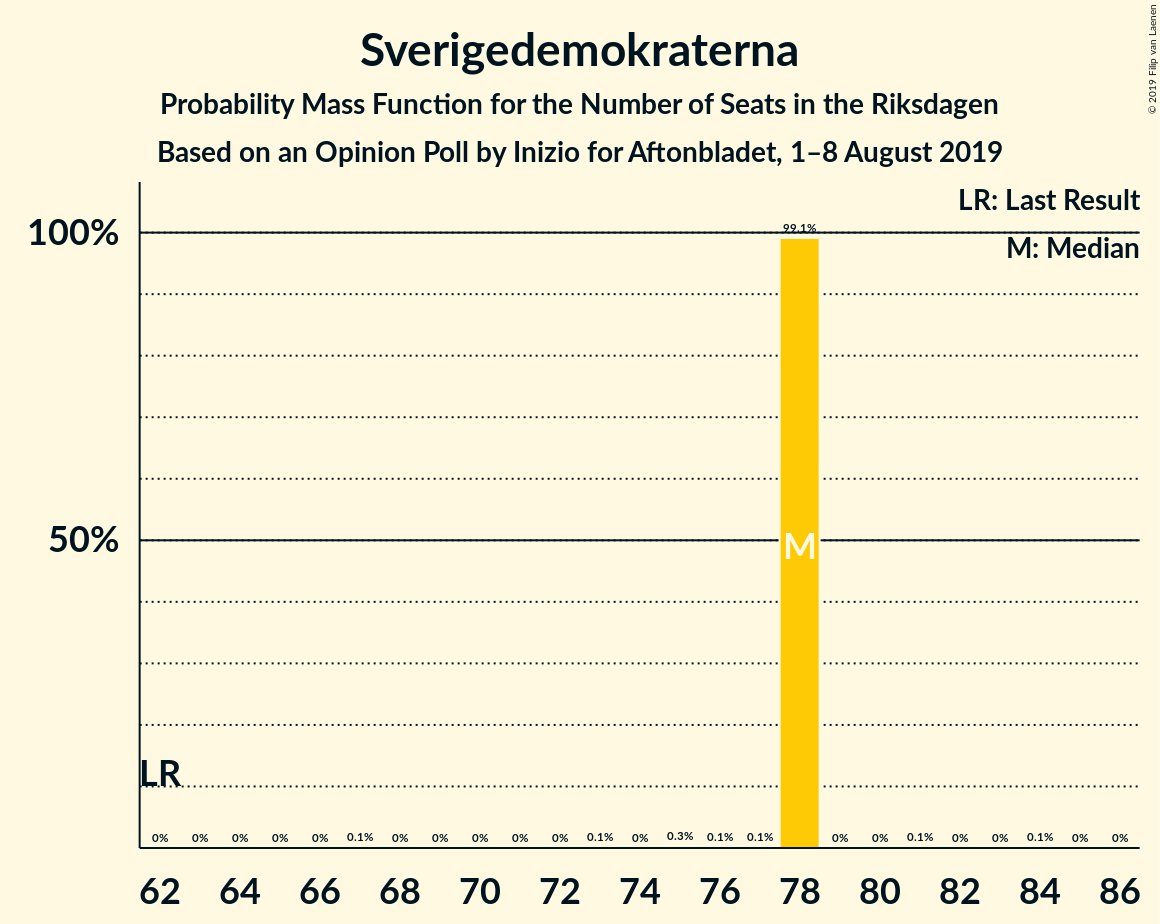 Sverigedemokraterna
Probability Mass Function for the Number of Seats in the Riksdagen
Based on an Opinion Poll by Inizio for Aftonbladet, 1–8 August 2019
© 2019 Filip van Laenen
LR: Last Result
M: Median
100%
99.1%
50%
M
LR
0% 0% 0% 0% 0% 0.1% 0% 0% 0% 0% 0% 0.1% 0% 0.3% 0.1% 0.1% 0% 0% 0.1% 0% 0% 0.1% 0% 0%
62 64 66 68 70 72 74 76 78 80 82 84 86